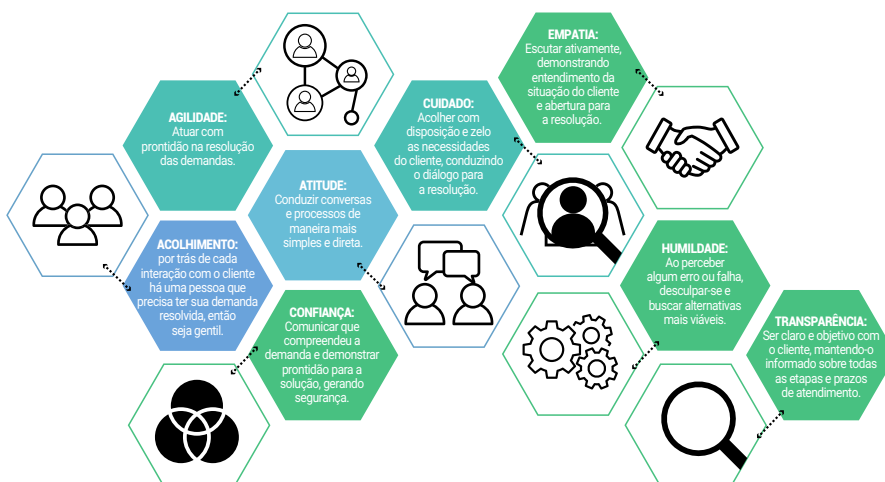 AGILIDADE:
Atuar com
prontidão na resolução
das demandas.
ACOLHIMENTO:
por trás de cada
interação com o cliente
há uma pessoa que
precisa ter sua demanda
resolvida, então
seja gentil.
ATITUDE:
Conduzir conversas
e processos de
maneira mais
simples e direta.
CONFIANÇA:
Comunicar que
compreendeu a
demanda e demonstrar
prontidão para a
solução, gerando
segurança.
CUIDADO:
Acolher com
disposição e zelo
as necessidades
do cliente, conduzindo
o diálogo para
a resolução.
EMPATIA:
Escutar ativamente,
demonstrando
entendimento da
situação do cliente
e abertura para
a resolução.
HUMILDADE:
Ao perceber
algum erro ou falha,
desculpar-se e
buscar alternativas
mais viáveis.
TRANSPARÊNCIA:
Ser claro e objetivo com
o cliente, mantendo-o
informado sobre todas
as etapas e prazos
de atendimento.